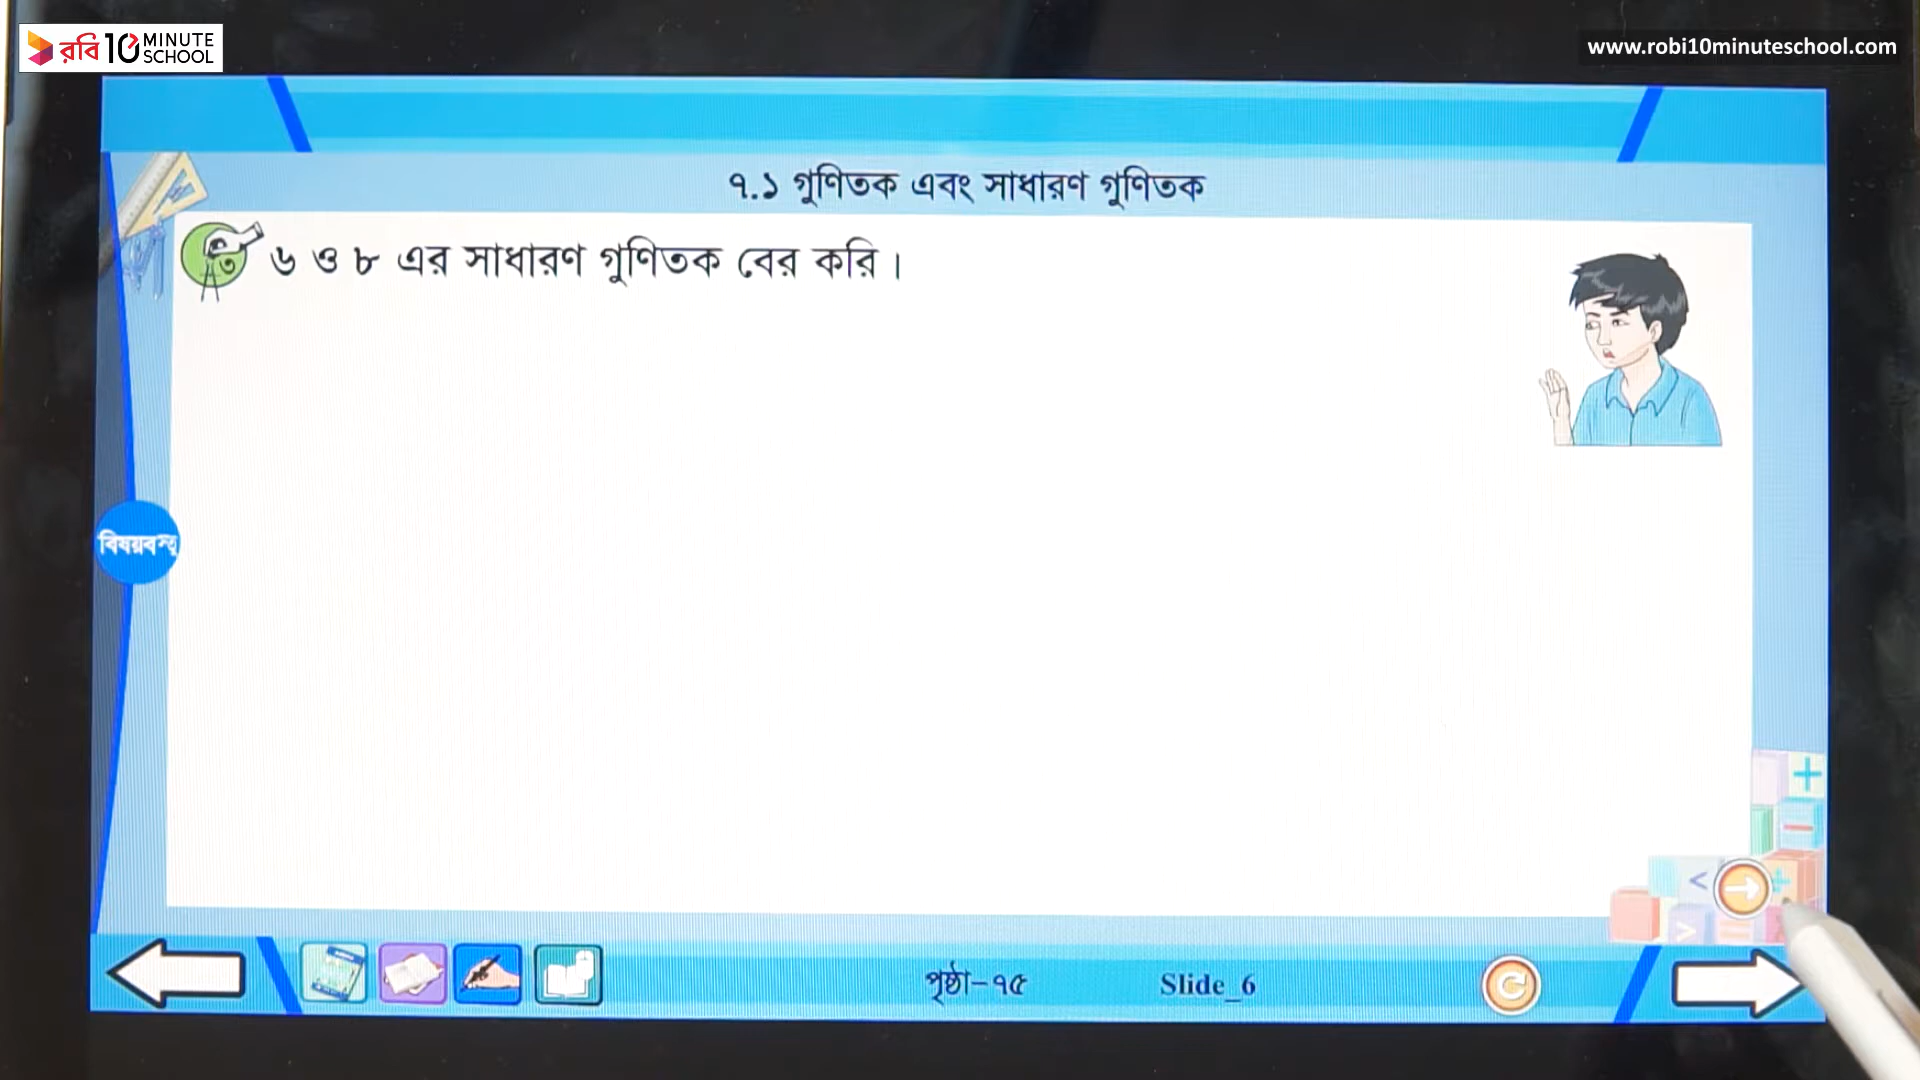 রবি 10 MINUTE SCHOOL
www.robi10minuteschool.com
৭.১ গুণিতক এবং সাধারণ গুণিতক
৩ ৬ ও ৮ এর সাধারণ গুণিতক বের করি।
বিষয়বস্তু
+
−
< ÷
> =
পৃষ্ঠা-৭৫ Slide_6